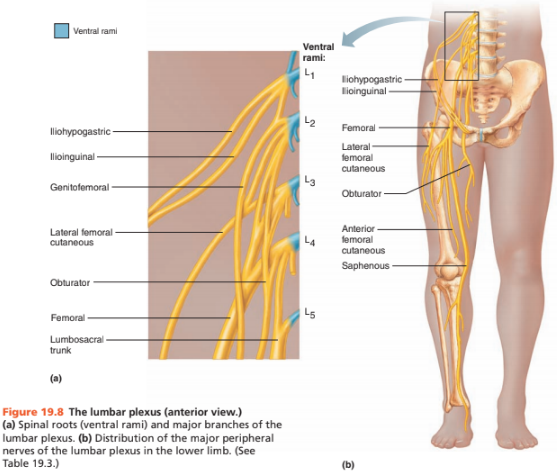 Ventral rami
Ventral
rami:
L1
L2
L3
L4
L5
Iliohypogastric
Ilioinguinal
Genitofemoral
Lateral femoral
cutaneous
Obturator
Femoral
Lumbosacral
trunk
(a)
Iliohypogastric
Ilioinguinal
Femoral
Lateral
femoral
cutaneous
Obturator
Anterior
femoral
cutaneous
Saphenous
(b)
Figure 19.8 The lumbar plexus (anterior view.)
(a) Spinal roots (ventral rami) and major branches of the
lumbar plexus. (b) Distribution of the major peripheral
nerves of the lumbar plexus in the lower limb. (See
Table 19.3.)